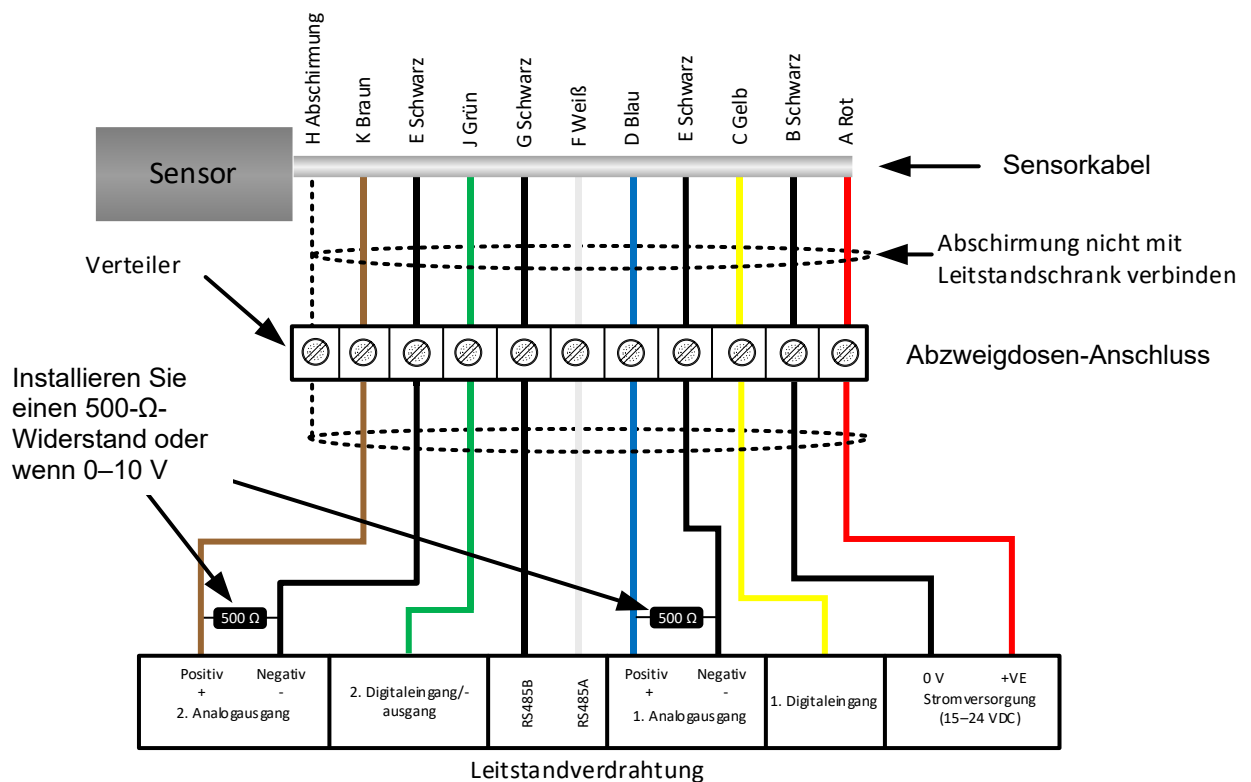 H Abschirmung
K Braun
E Schwarz
J Grün
G Schwarz
F Weiß
D Blau
E Schwarz
C Gelb
B Schwarz
A Rot
Sensor
Sensorkabel
Verteiler
Abschirmung nicht mit
Leitstandschrank verbinden
Abzweigdosen-Anschluss
Installieren Sie
einen 500-Ω-
Widerstand oder
wenn 0–10 V
500 Ω
500 Ω
Positiv
+
Negativ
-
2. Analogausgang
2. Digitaleingang/-
ausgang
RS485B
RS485A
Positiv
+
Negativ
-
1. Analogausgang
1. Digitaleingang
0 V
+VE
Stromversorgung
(15–24 VDC)
Leitstandverdrahtung